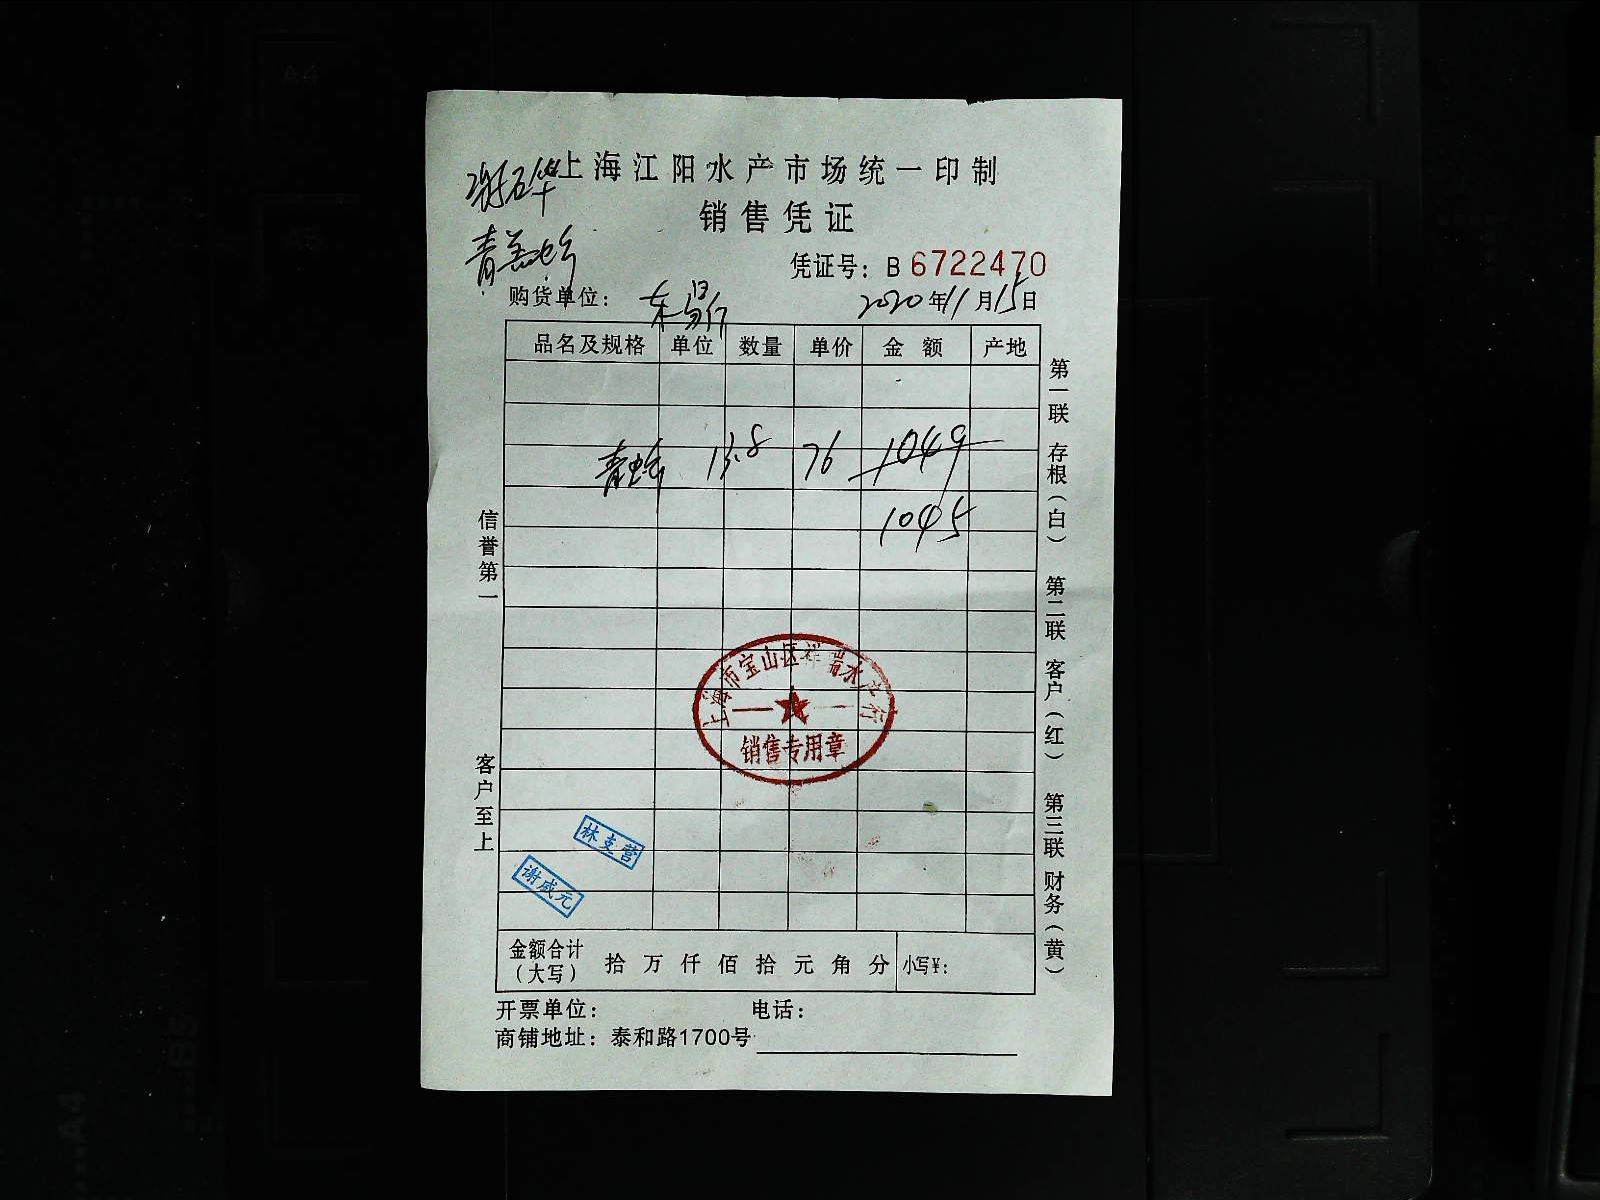 上海江阳水产市场统一印制
销售凭证
凭证号：B 6722470
购货单位：
2020年11月15日
品名及规格 单位 数量 单价 金额 产地
13.8 76 1049
1045
信誉第一
客户至上
第一联 存根（白） 第二联 客户（红） 第三联 财务（黄）
上海市宝山区祥瑞水产行
销售专用章
林支营
谢咸元
金额合计（大写） 拾 万 仟 佰 拾 元 角 分 小写¥：
开票单位： 电话：
商铺地址：泰和路1700号
A4
A5
B5
A4